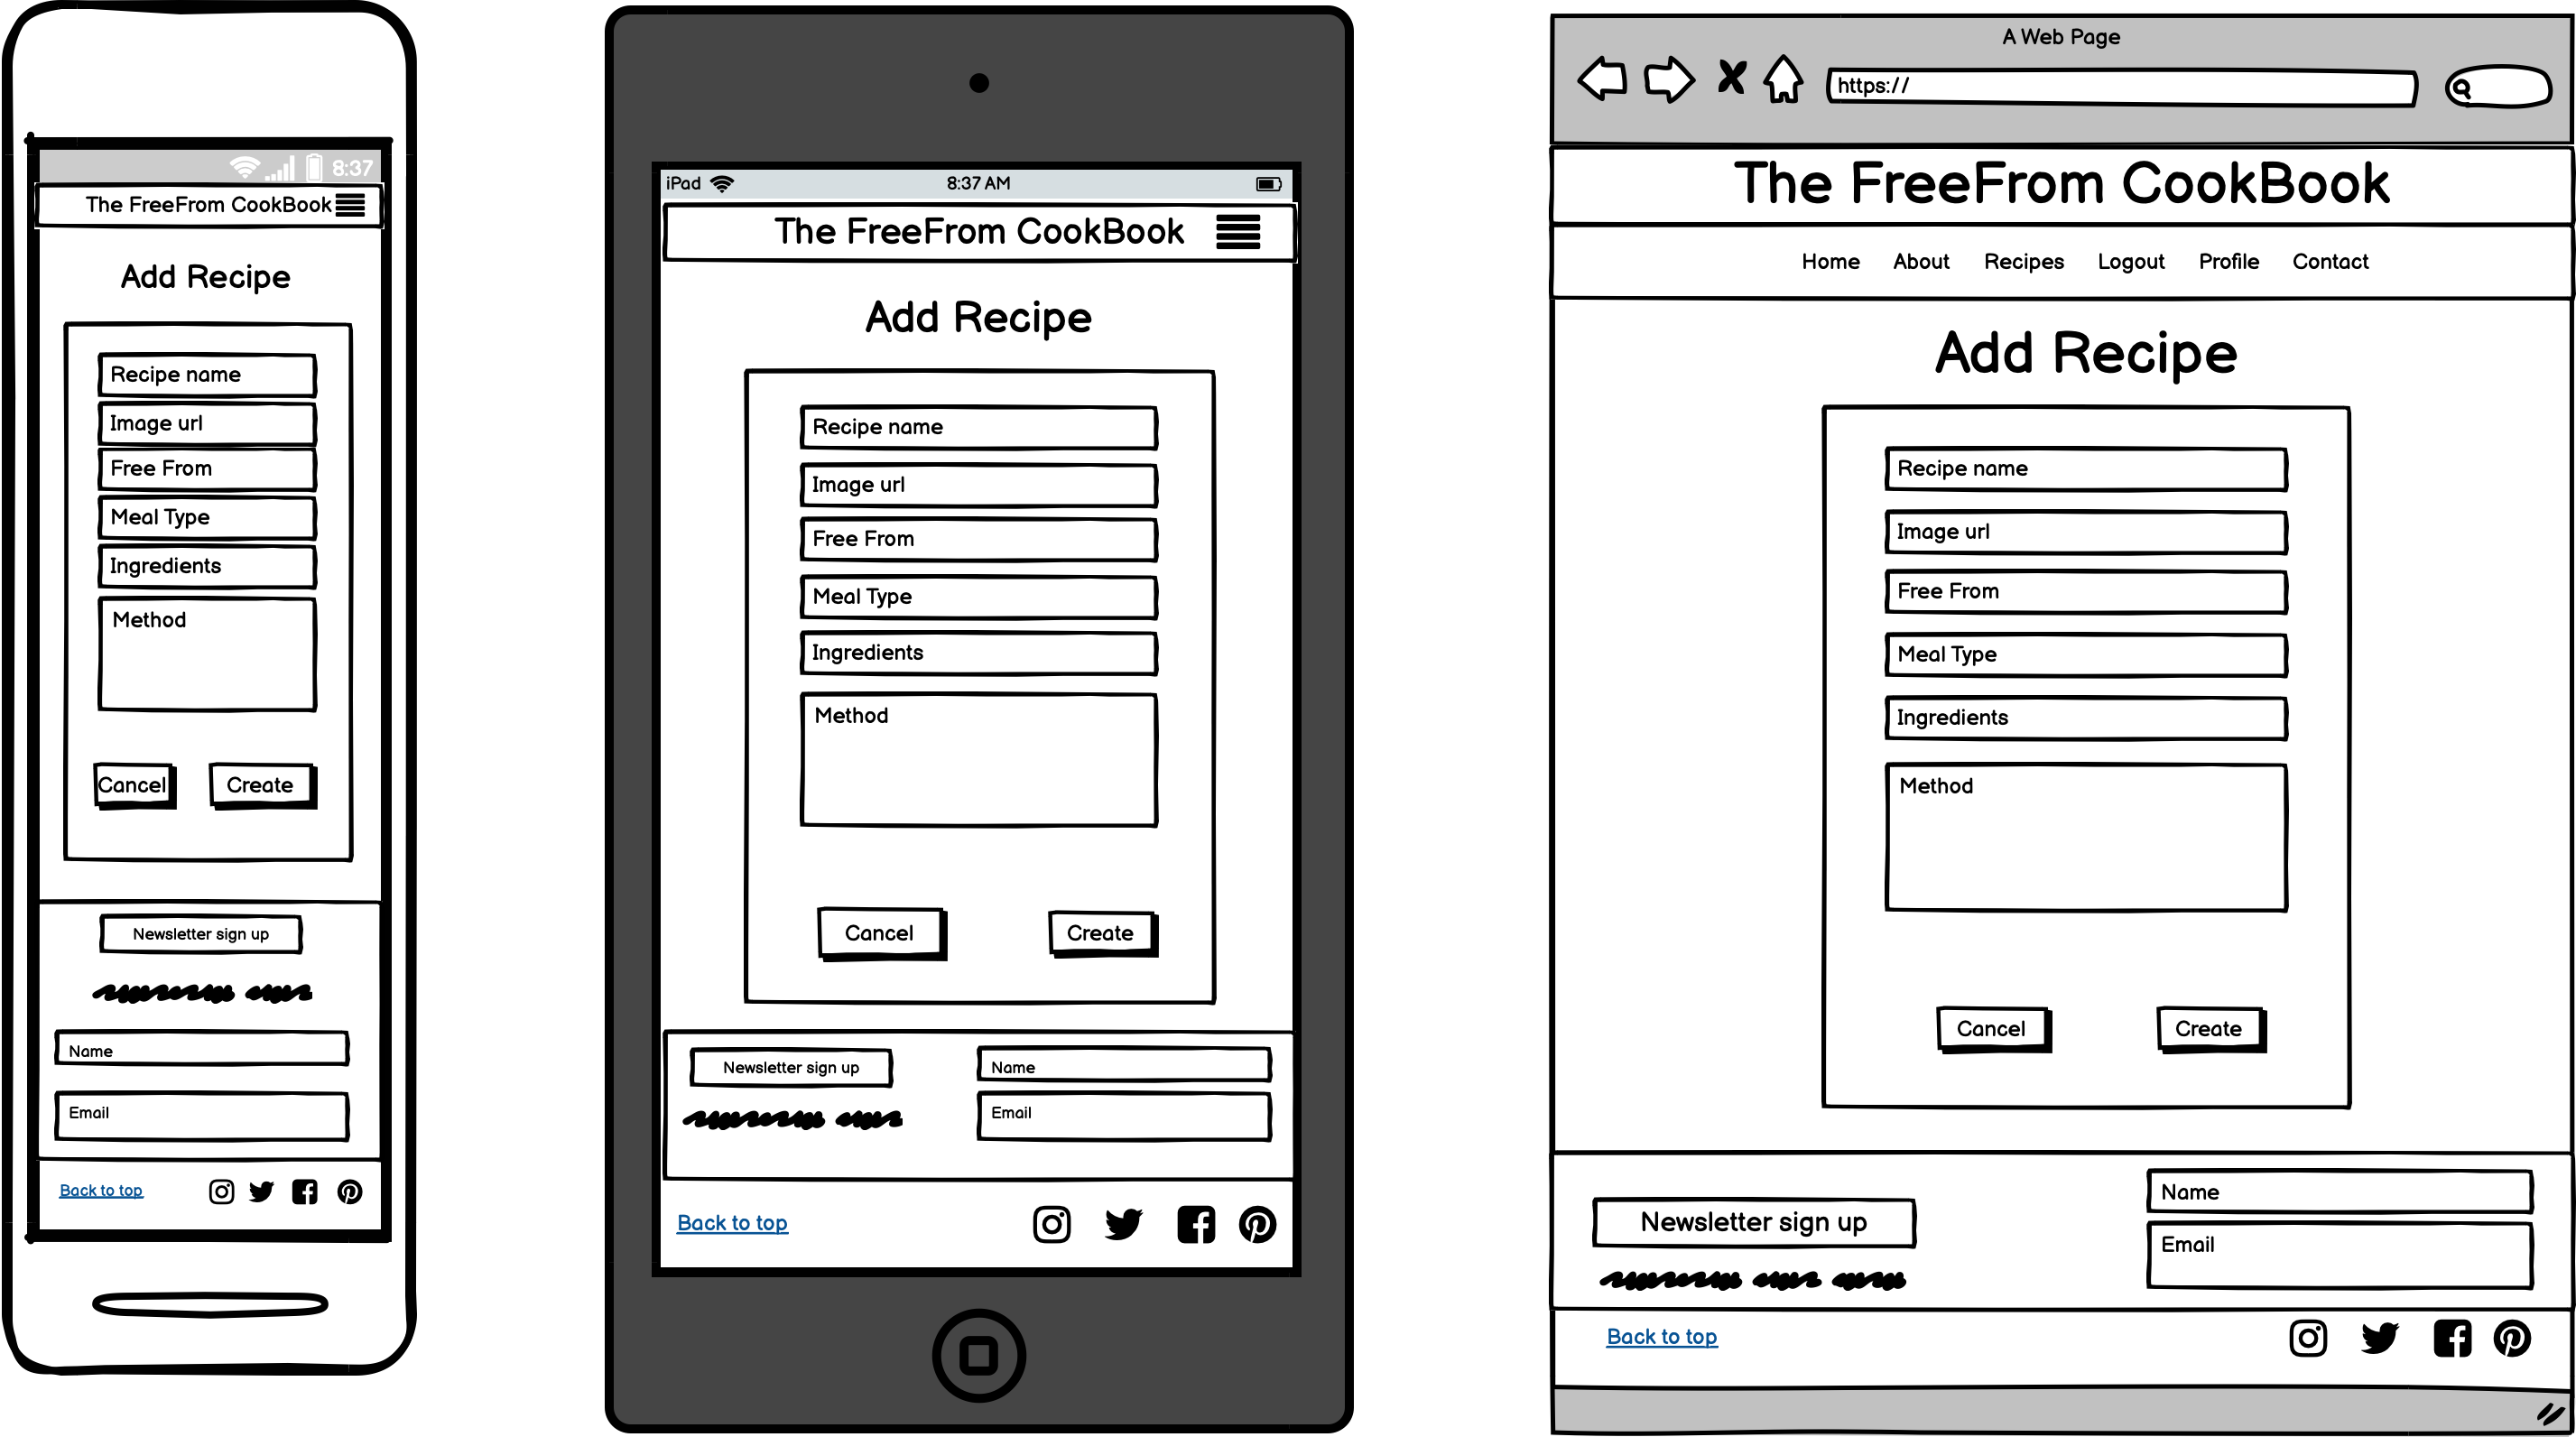 8:37
The FreeFrom CookBook
Add Recipe
Recipe name
Image url
Free From
Meal Type
Ingredients
Method
Cancel Create
Newsletter sign up
Name
Email
Back to top
iPad 8:37 AM
The FreeFrom CookBook
Add Recipe
Recipe name
Image url
Free From
Meal Type
Ingredients
Method
Cancel Create
Newsletter sign up
Name
Email
Back to top
A Web Page
https://
The FreeFrom CookBook
Home About Recipes Logout Profile Contact
Add Recipe
Recipe name
Image url
Free From
Meal Type
Ingredients
Method
Cancel Create
Newsletter sign up
Name
Email
Back to top